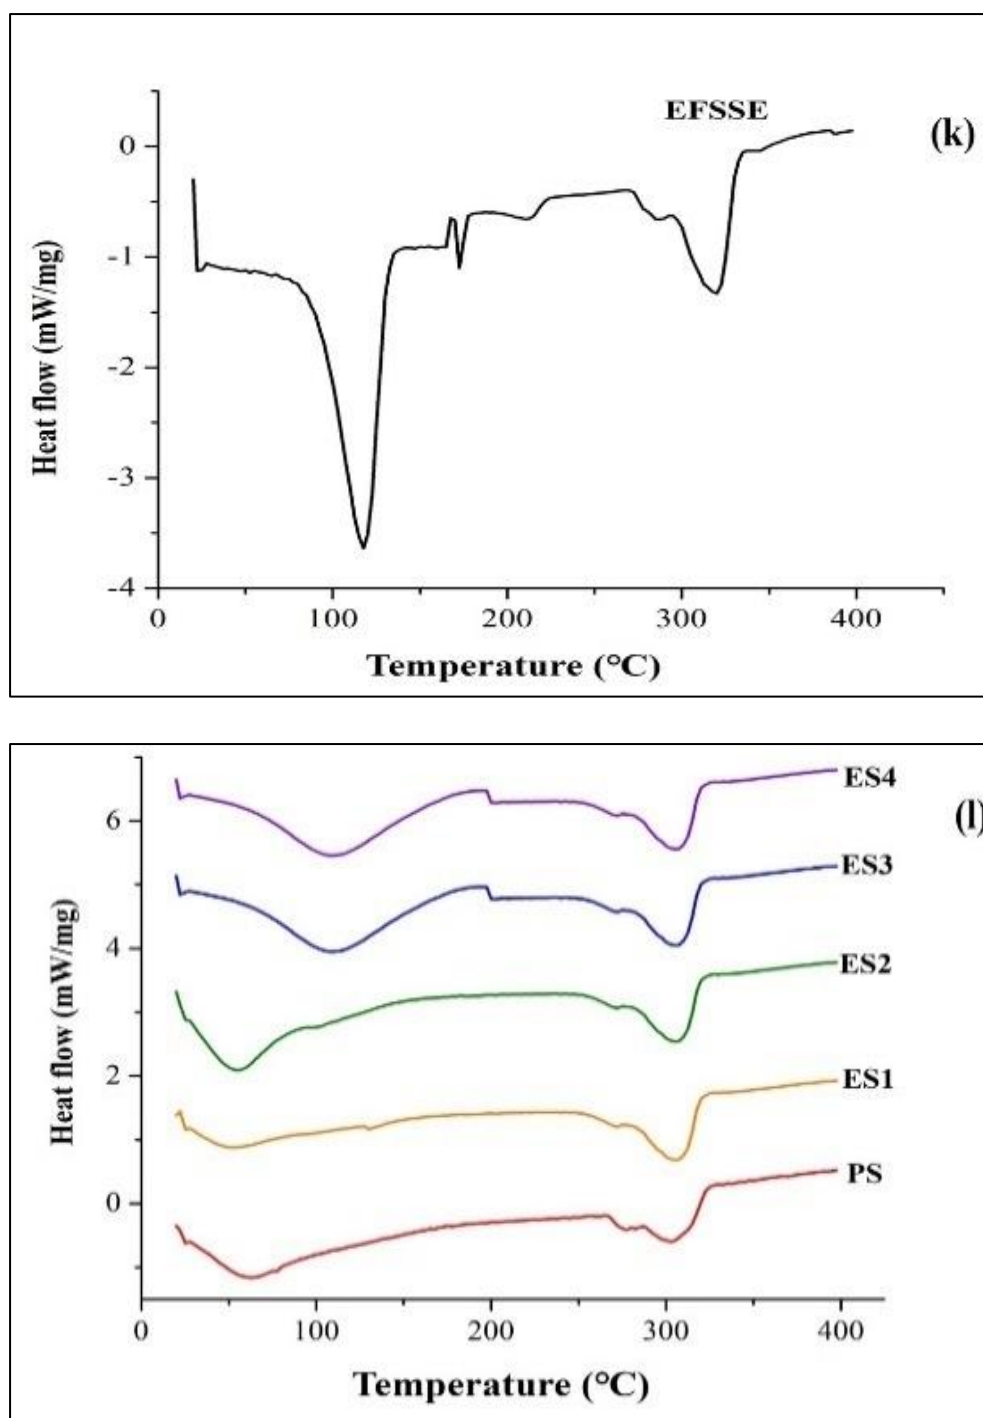 EFSSE
(k)
0
-1
-2
-3
-4
Heat flow (mW/mg)
0 100 200 300 400
Temperature (°C)
ES4
(l)
6
ES3
4
ES2
2
ES1
PS
0
Heat flow (mW/mg)
0 100 200 300 400
Temperature (°C)